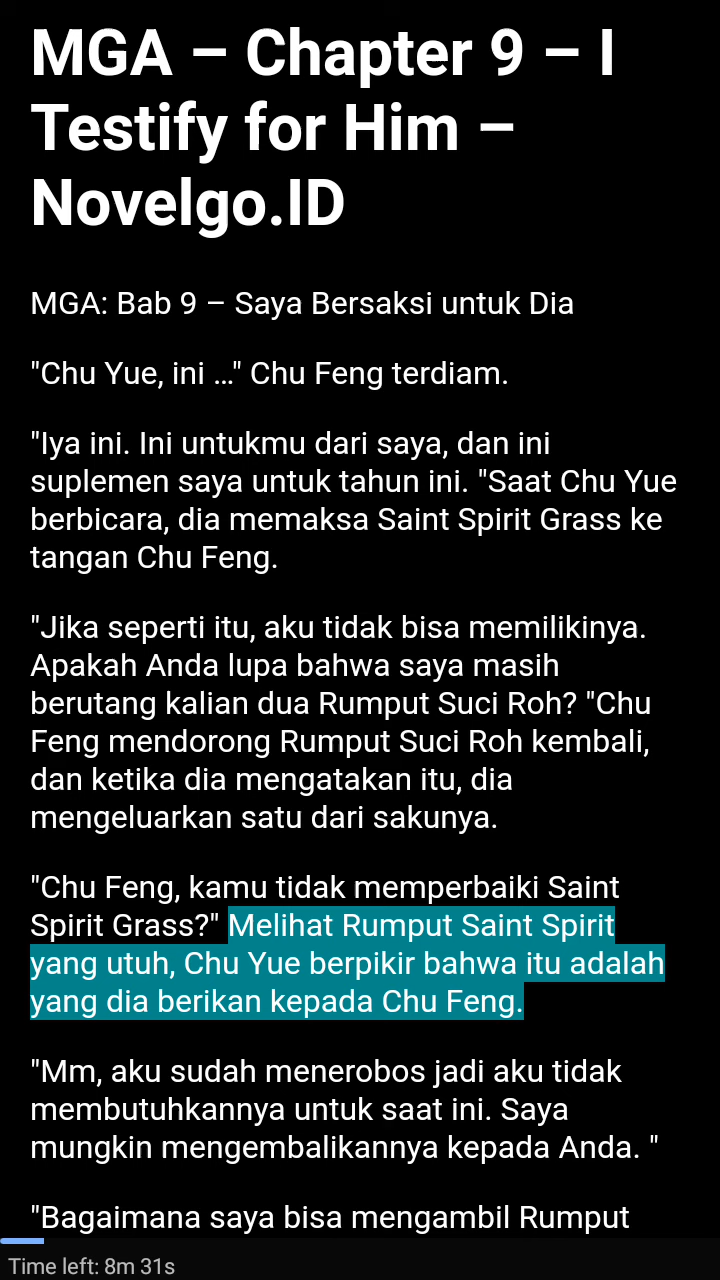 MGA – Chapter 9 – I
Testify for Him –
Novelgo.ID
MGA: Bab 9 – Saya Bersaksi untuk Dia
"Chu Yue, ini …" Chu Feng terdiam.
"Iya ini. Ini untukmu dari saya, dan ini
suplemen saya untuk tahun ini. "Saat Chu Yue
berbicara, dia memaksa Saint Spirit Grass ke
tangan Chu Feng.
"Jika seperti itu, aku tidak bisa memilikinya.
Apakah Anda lupa bahwa saya masih
berutang kalian dua Rumput Suci Roh? "Chu
Feng mendorong Rumput Suci Roh kembali,
dan ketika dia mengatakan itu, dia
mengeluarkan satu dari sakunya.
"Chu Feng, kamu tidak memperbaiki Saint
Spirit Grass?" Melihat Rumput Saint Spirit
yang utuh, Chu Yue berpikir bahwa itu adalah
yang dia berikan kepada Chu Feng.
"Mm, aku sudah menerobos jadi aku tidak
membutuhkannya untuk saat ini. Saya
mungkin mengembalikannya kepada Anda. "
"Bagaimana saya bisa mengambil Rumput
Time left: 8m 31s